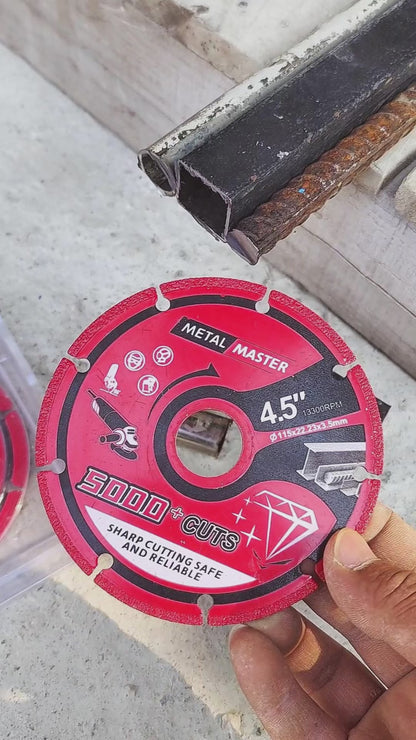 METAL MASTER
4.5" 13300RPM
Ø115x22.23x3.5mm
5000 + CUTS
SHARP CUTTING SAFE
AND RELIABLE